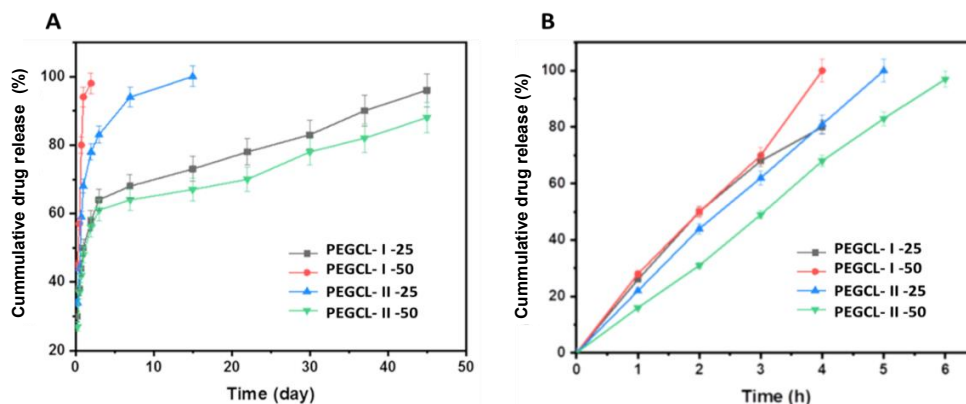 A
Cummulative drug release (%)
100
80
60
40
20
0
10
20
30
40
50
Time (day)
PEGCL- I -25
PEGCL- I -50
PEGCL- II -25
PEGCL- II -50
B
Cummulative drug release (%)
100
80
60
40
20
0
1
2
3
4
5
6
Time (h)
PEGCL- I -25
PEGCL- I -50
PEGCL- II -25
PEGCL- II -50